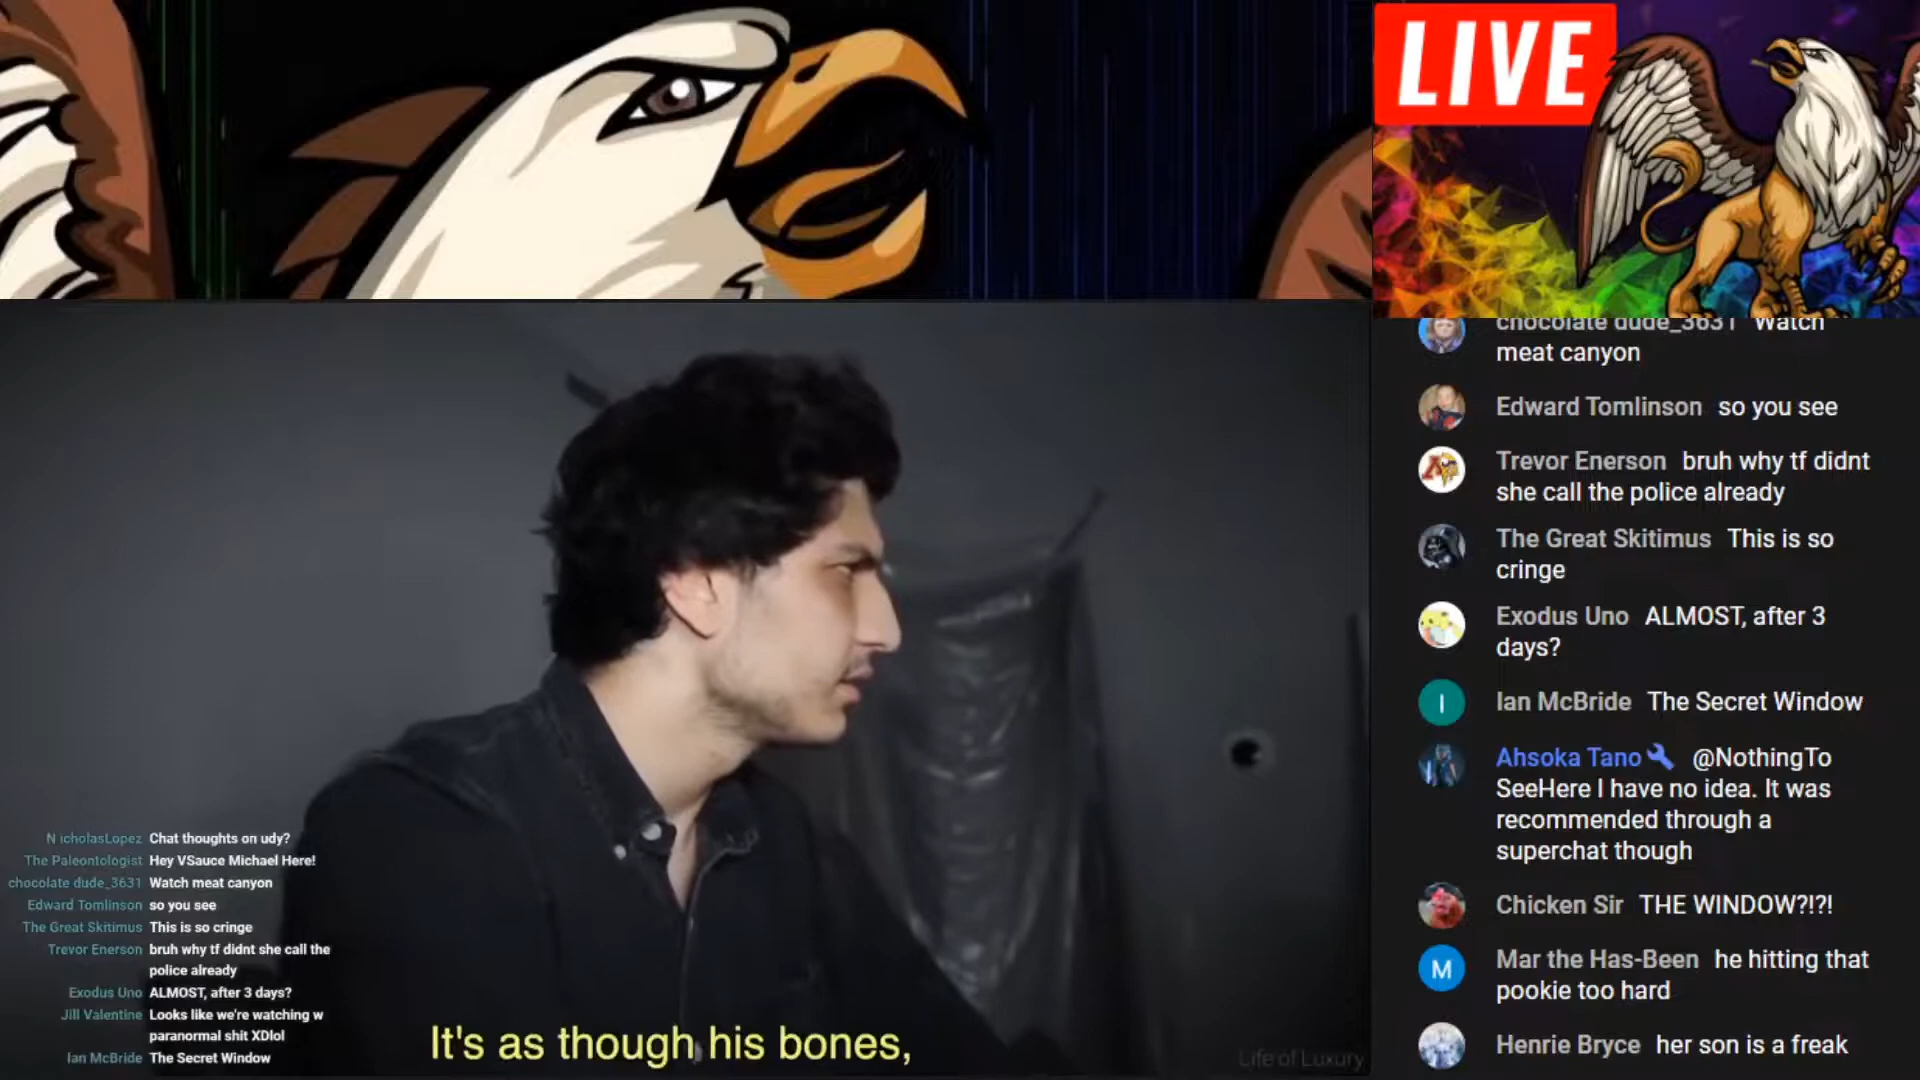 LIVE
chocolate dude_3631 Watch
meat canyon
Edward Tomlinson so you see
Trevor Enerson bruh why tf didnt
she call the police already
The Great Skitimus This is so
cringe
Exodus Uno ALMOST, after 3
days?
I
Ian McBride The Secret Window
Ahsoka Tano @NothingTo
SeeHere I have no idea. It was
recommended through a
superchat though
Chicken Sir THE WINDOW?!?!
M
Mar the Has-Been he hitting that
pookie too hard
Henrie Bryce her son is a freak
N icholasLopez Chat thoughts on udy?
The Paleontologist Hey VSauce Michael Here!
chocolate dude_3631 Watch meat canyon
Edward Tomlinson so you see
The Great Skitimus This is so cringe
Trevor Enerson bruh why tf didnt she call the
police already
Exodus Uno ALMOST, after 3 days?
Jill Valentine Looks like we're watching w
paranormal shit XDlol
Ian McBride The Secret Window
It's as though his bones,
Life of Luxury